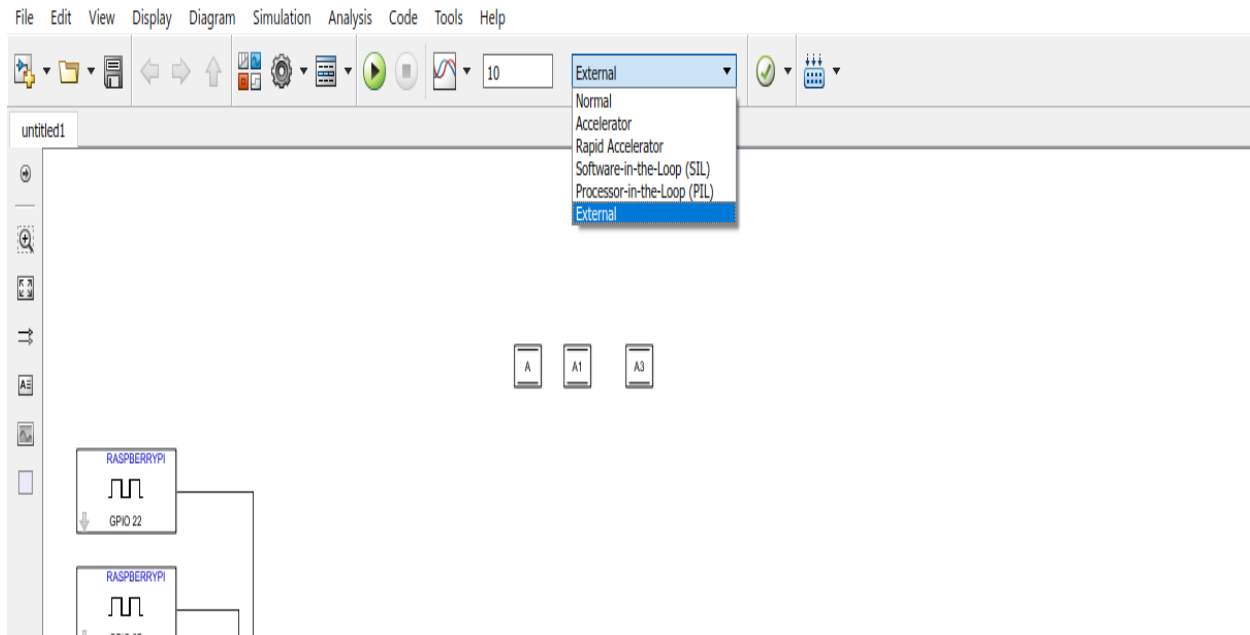 File Edit View Display Diagram Simulation Analysis Code Tools Help
10 External
Normal
Accelerator
Rapid Accelerator
Software-in-the-Loop (SIL)
Processor-in-the-Loop (PIL)
External
untitled1
A A1 A3
RASPBERRYPI
GPIO 22
RASPBERRYPI